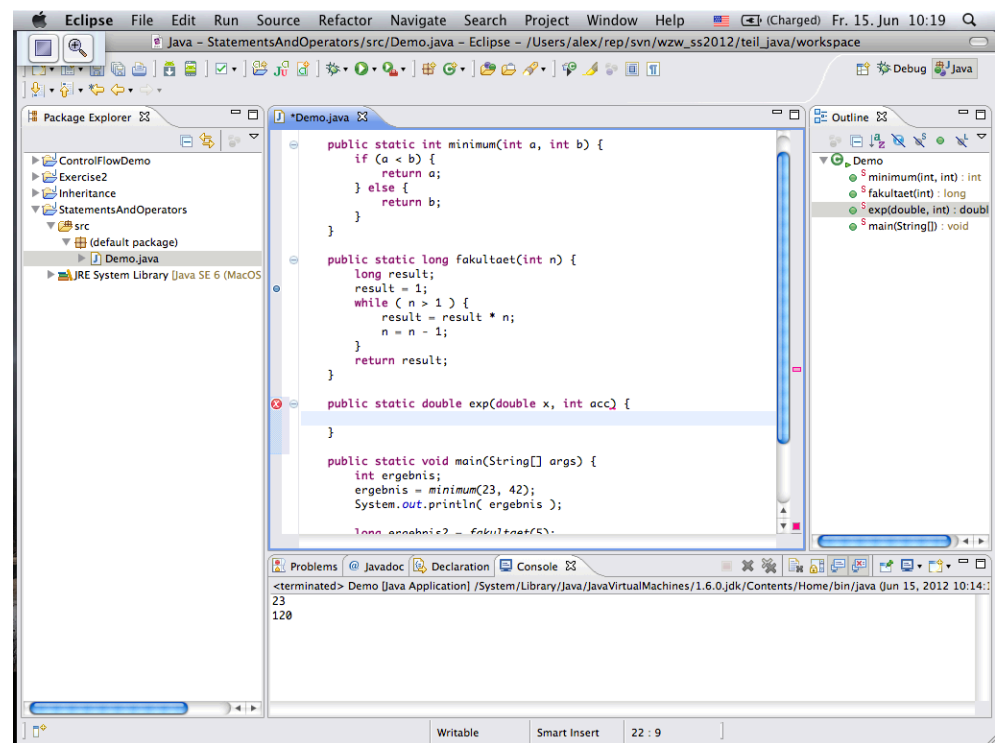 Eclipse File Edit Run Source Refactor Navigate Search Project Window Help (Charged) Fr. 15. Jun 10:19
Java – StatementsAndOperators/src/Demo.java – Eclipse – /Users/alex/rep/svn/wzw_ss2012/teil_java/workspace
Debug Java
Package Explorer
ControlFlowDemo
Exercise2
Inheritance
StatementsAndOperators
src
(default package)
Demo.java
JRE System Library [Java SE 6 (MacOS
*Demo.java
public static int minimum(int a, int b) {
if (a < b) {
return a;
} else {
return b;
}
}
public static long fakultaet(int n) {
long result;
result = 1;
while ( n > 1 ) {
result = result * n;
n = n - 1;
}
return result;
}
public static double exp(double x, int acc) {
}
public static void main(String[] args) {
int ergebnis;
ergebnis = minimum(23, 42);
System.out.println( ergebnis );
long ergebnis2 = fakultaet(5);
Outline
Demo
minimum(int, int) : int
fakultaet(int) : long
exp(double, int) : doubl
main(String[]) : void
Problems @ Javadoc Declaration Console
<terminated> Demo [Java Application] /System/Library/Java/JavaVirtualMachines/1.6.0.jdk/Contents/Home/bin/java (Jun 15, 2012 10:14:
23
120
Writable Smart Insert 22 : 9